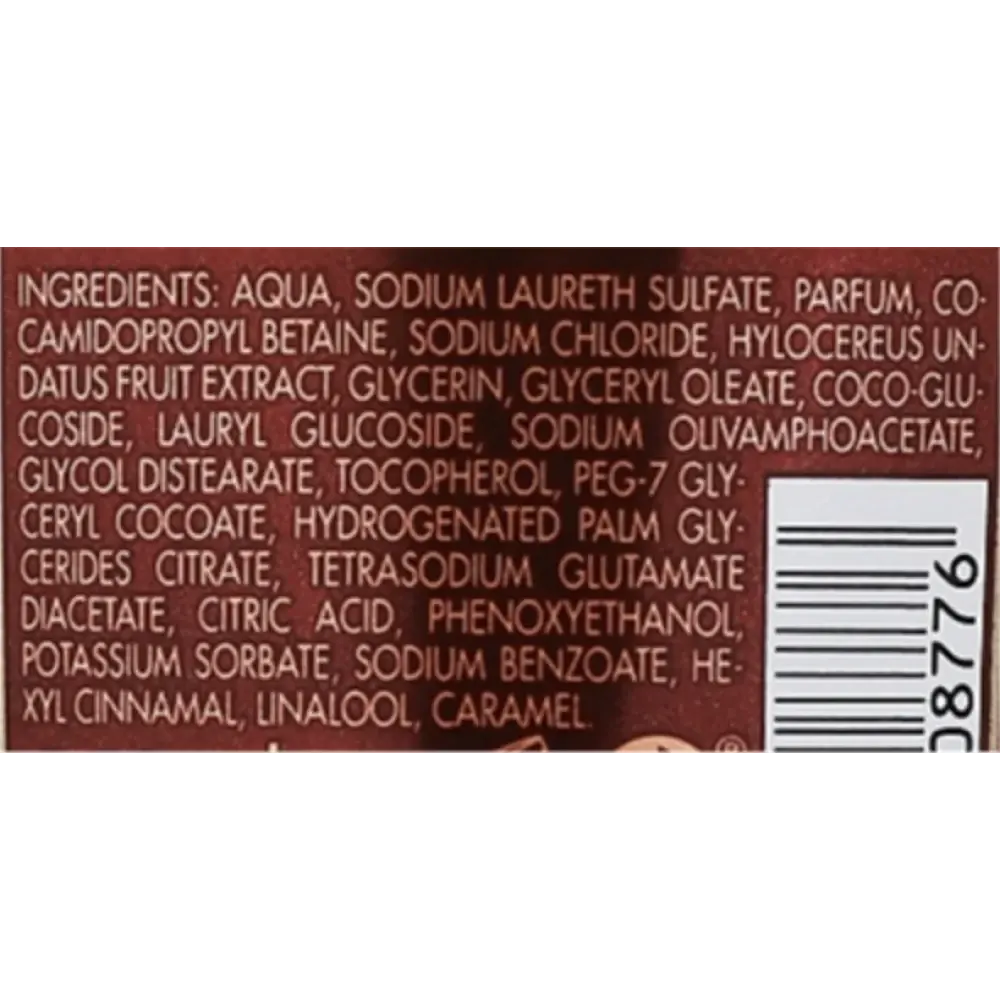 INGREDIENTS: AQUA, SODIUM LAURETH SULFATE, PARFUM, CO-
CAMIDOPROPYL BETAINE, SODIUM CHLORIDE, HYLOCEREUS UN-
DATUS FRUIT EXTRACT, GLYCERIN, GLYCERYL OLEATE, COCO-GLU-
COSIDE, LAURYL GLUCOSIDE, SODIUM OLIVAMPHOACETATE,
GLYCOL DISTEARATE, TOCOPHEROL, PEG-7 GLY-
CERYL COCOATE, HYDROGENATED PALM GLY-
CERIDES CITRATE, TETRASODIUM GLUTAMATE
DIACETATE, CITRIC ACID, PHENOXYETHANOL,
POTASSIUM SORBATE, SODIUM BENZOATE, HE-
XYL CINNAMAL, LINALOOL, CARAMEL.
®
08776